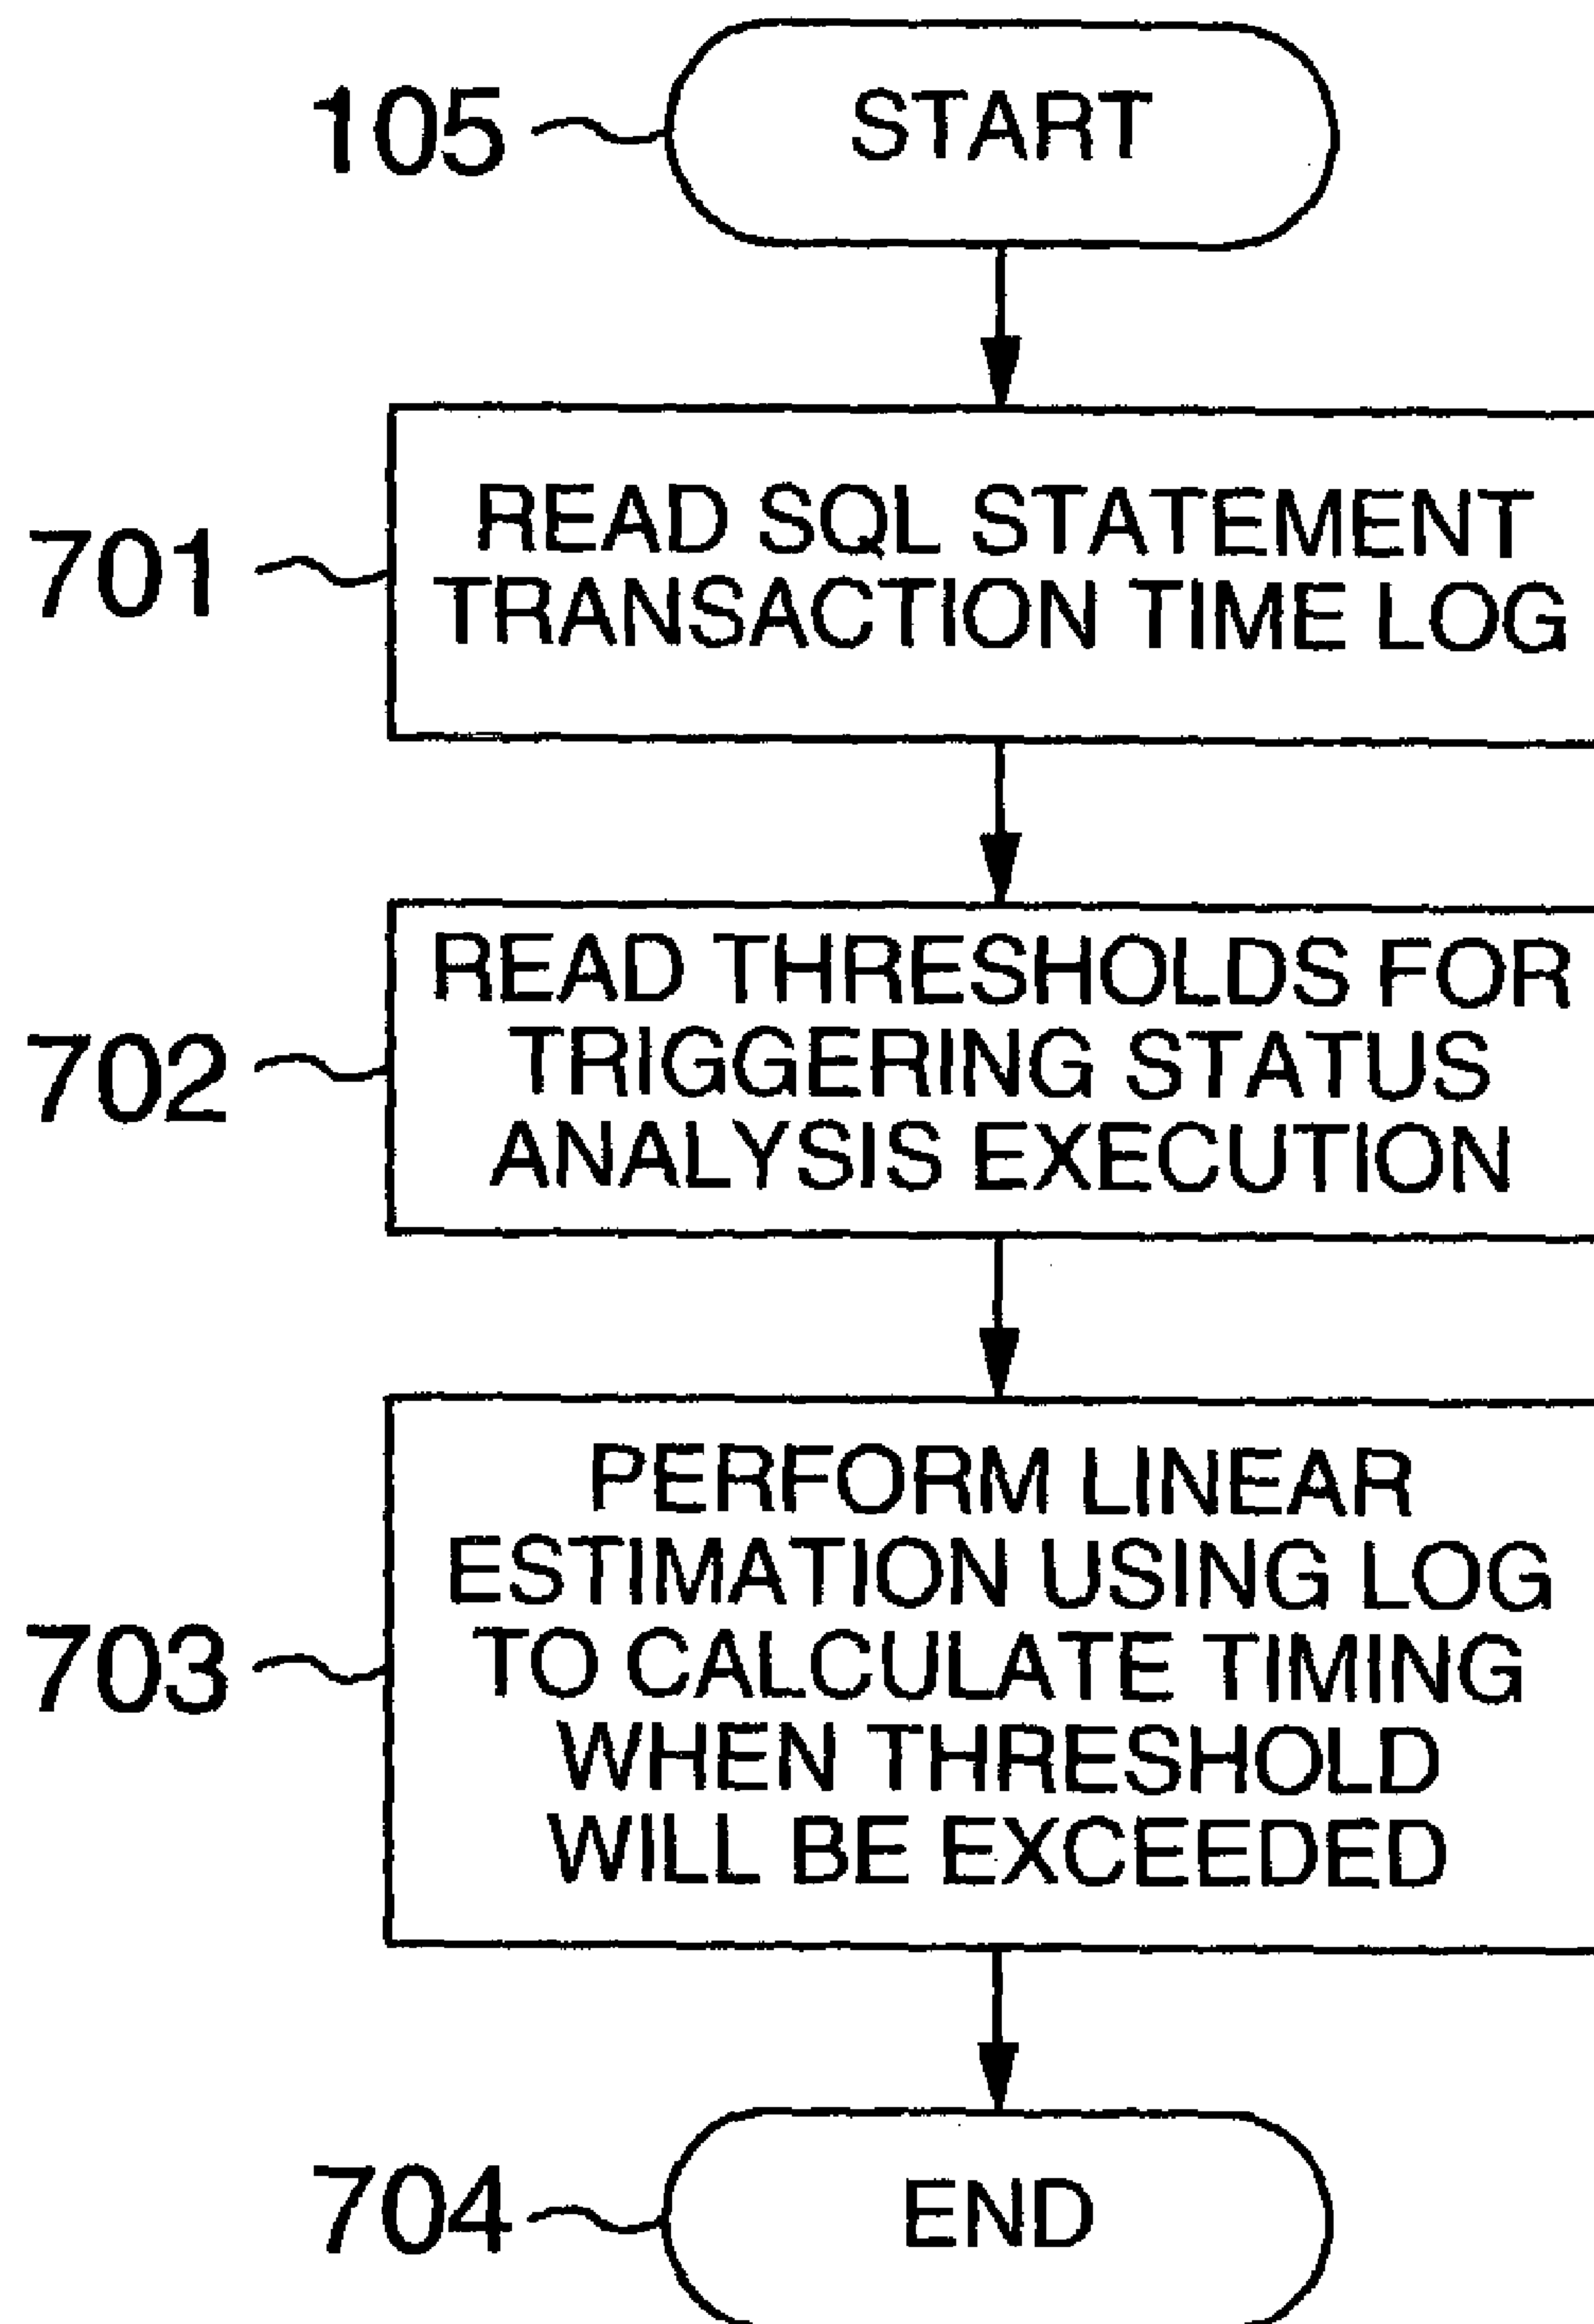 105
START
701
READ SQL STATEMENT
TRANSACTION TIME LOG
702
READ THRESHOLDS FOR
TRIGGERING STATUS
ANALYSIS EXECUTION
703
PERFORM LINEAR
ESTIMATION USING LOG
TO CALCULATE TIMING
WHEN THRESHOLD
WILL BE EXCEEDED
704
END